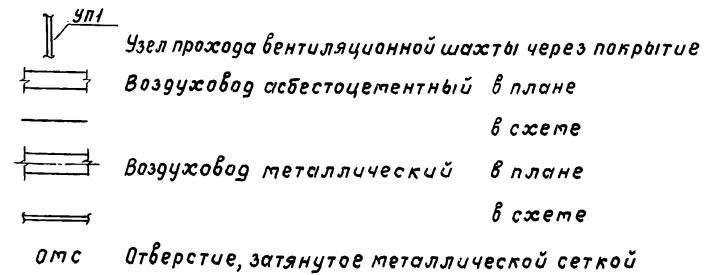 УП1
Узел прохода вентиляционной шахты через покрытие
Воздуховод асбестоцементный в плане
в схеме
Воздуховод металлический в плане
в схеме
отс Отверстие, затянутое металлической сеткой